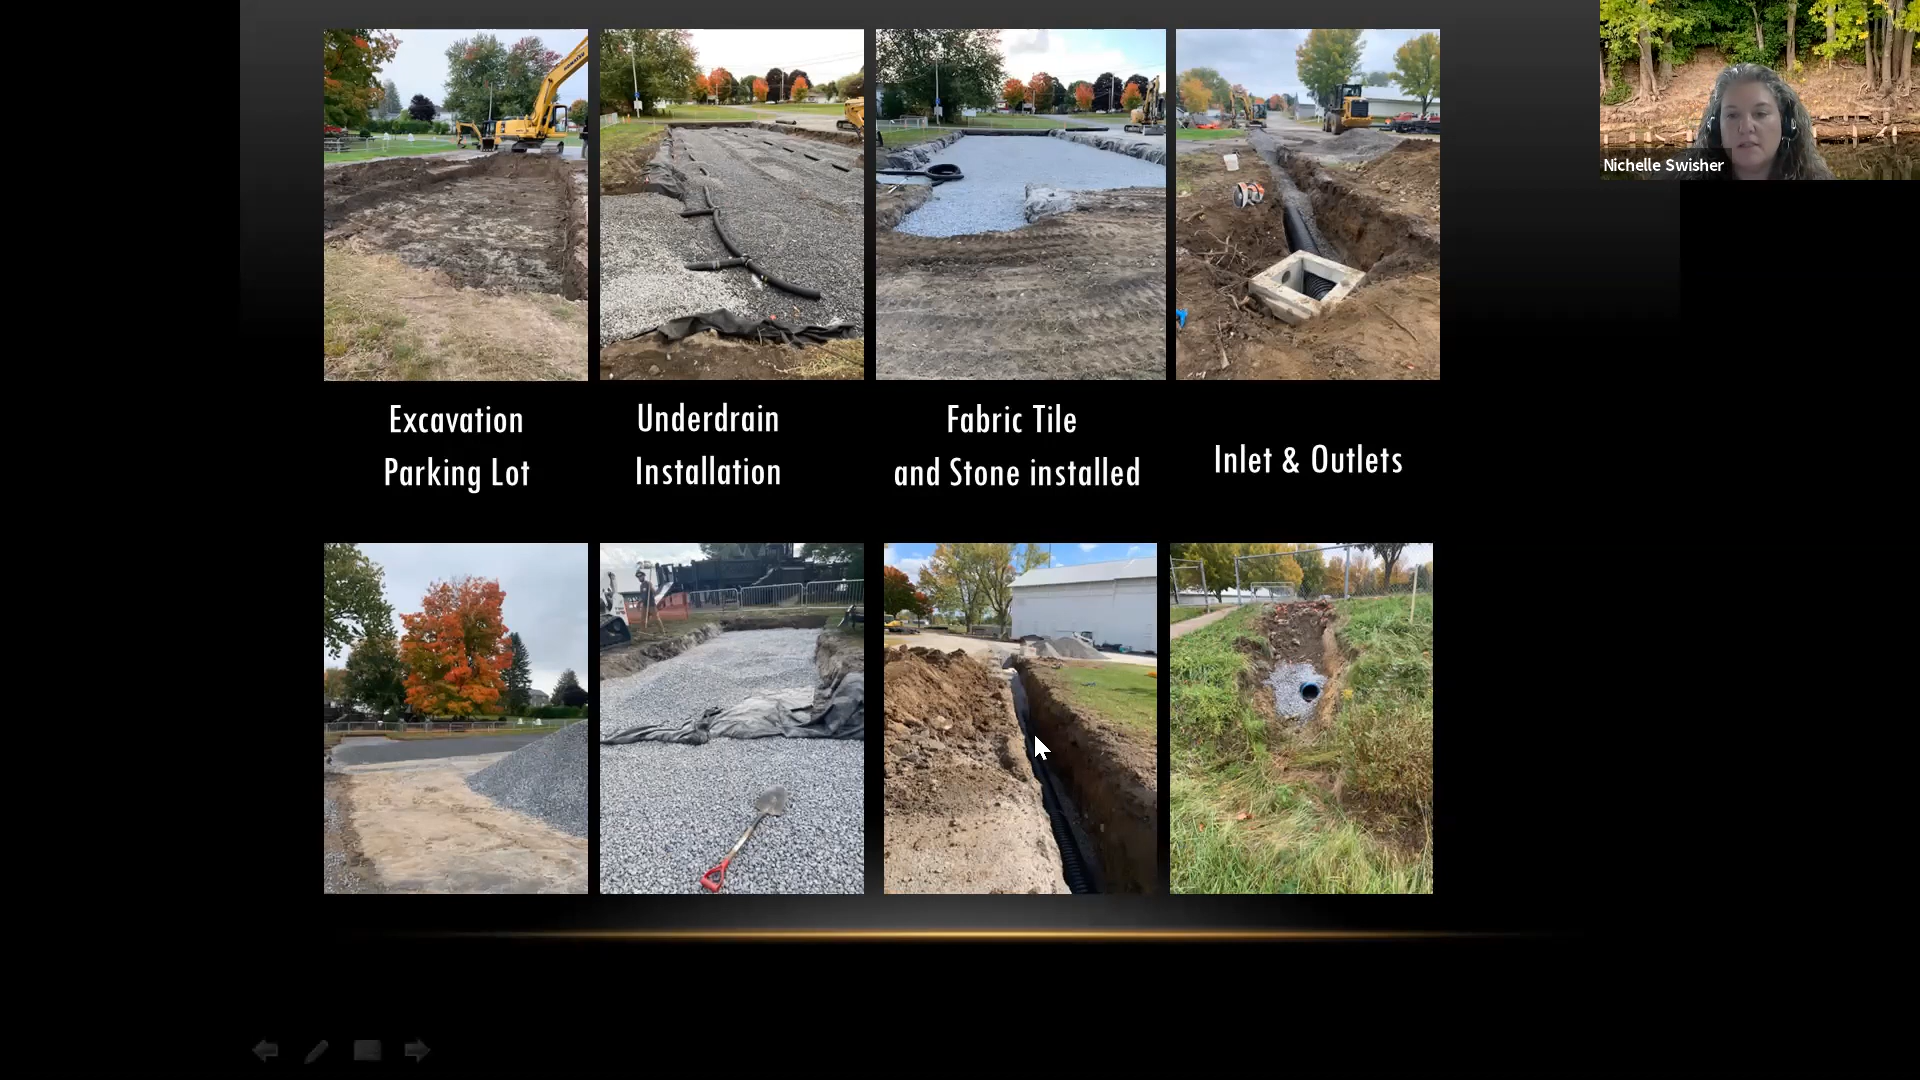 Nichelle Swisher
Excavation
Parking Lot
Underdrain
Installation
Fabric Tile
and Stone installed
Inlet & Outlets